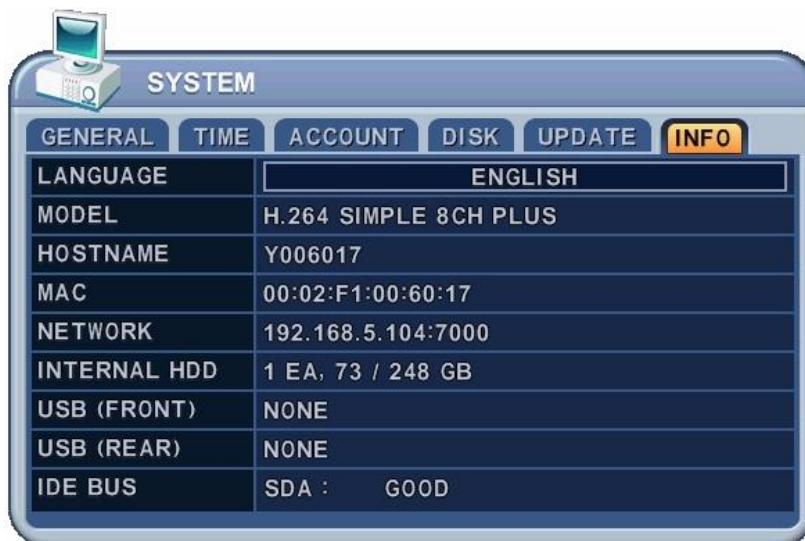 SYSTEM
GENERAL TIME ACCOUNT DISK UPDATE INFO
LANGUAGE ENGLISH
MODEL H.264 SIMPLE 8CH PLUS
HOSTNAME Y006017
MAC 00:02:F1:00:60:17
NETWORK 192.168.5.104:7000
INTERNAL HDD 1 EA, 73 / 248 GB
USB (FRONT) NONE
USB (REAR) NONE
IDE BUS SDA : GOOD